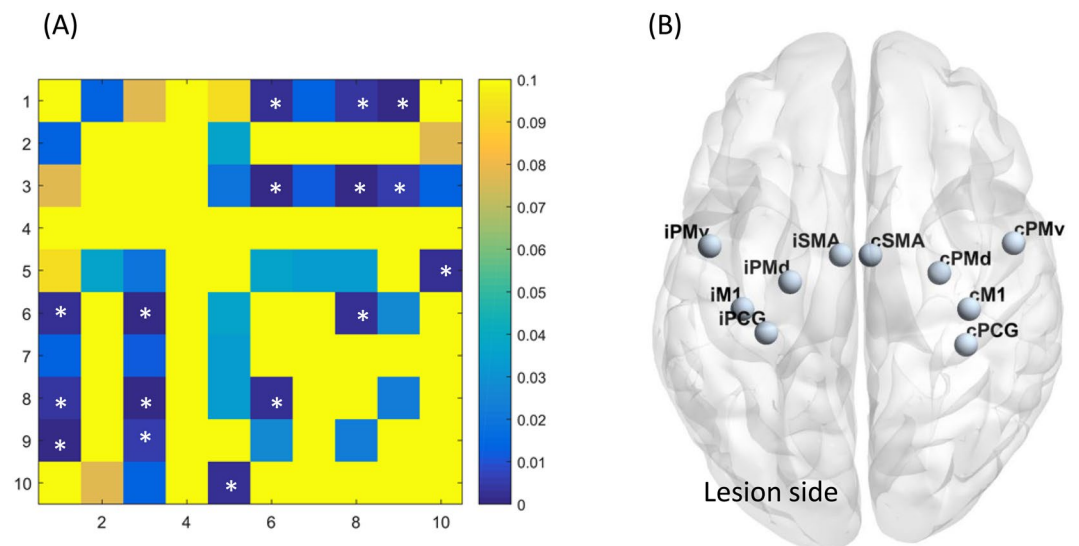 (A)
(B)
1
2
3
4
5
6
7
8
9
10
2
4
6
8
10
* * *
* * *
*
* * *
* * *
* *
*
0.1
0.09
0.08
0.07
0.06
0.05
0.04
0.03
0.02
0.01
0
iPMv
iSMA
cSMA
cPMv
iPMd
cPMd
iM1
cM1
iPCG
cPCG
Lesion side